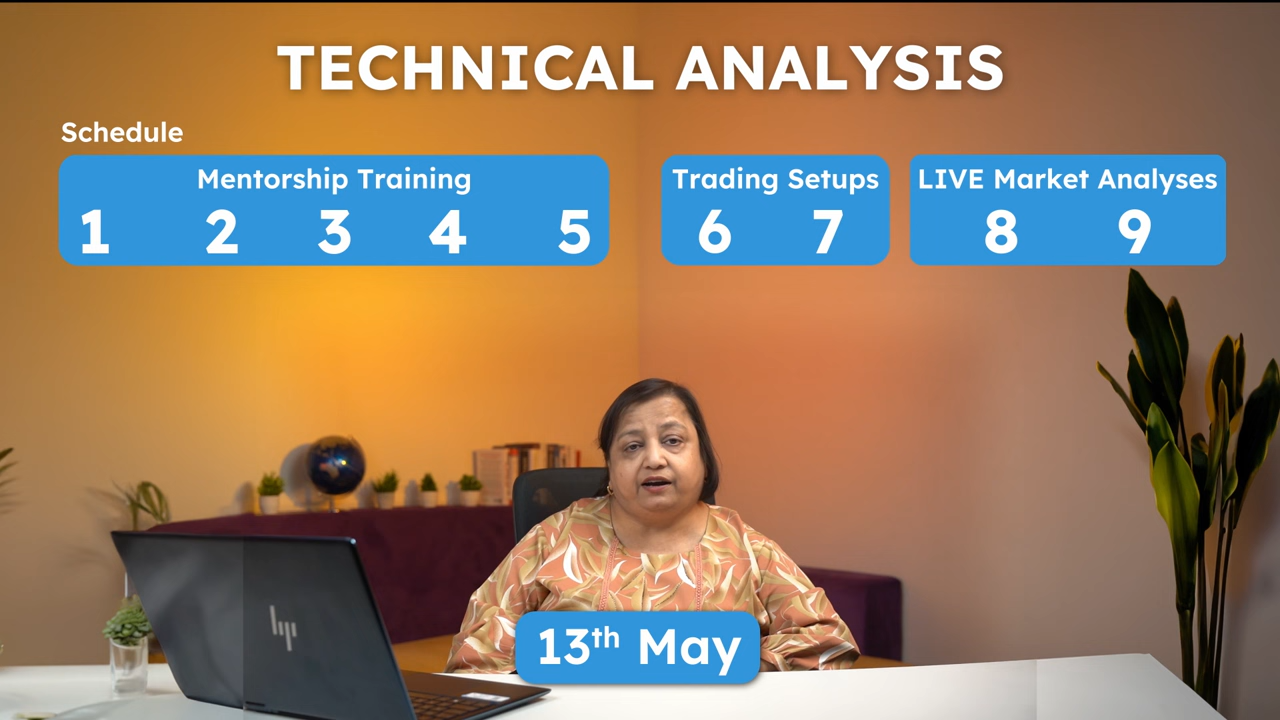 TECHNICAL ANALYSIS
Schedule
Mentorship Training
1 2 3 4 5
Trading Setups
6 7
LIVE Market Analyses
8 9
hp
13th May